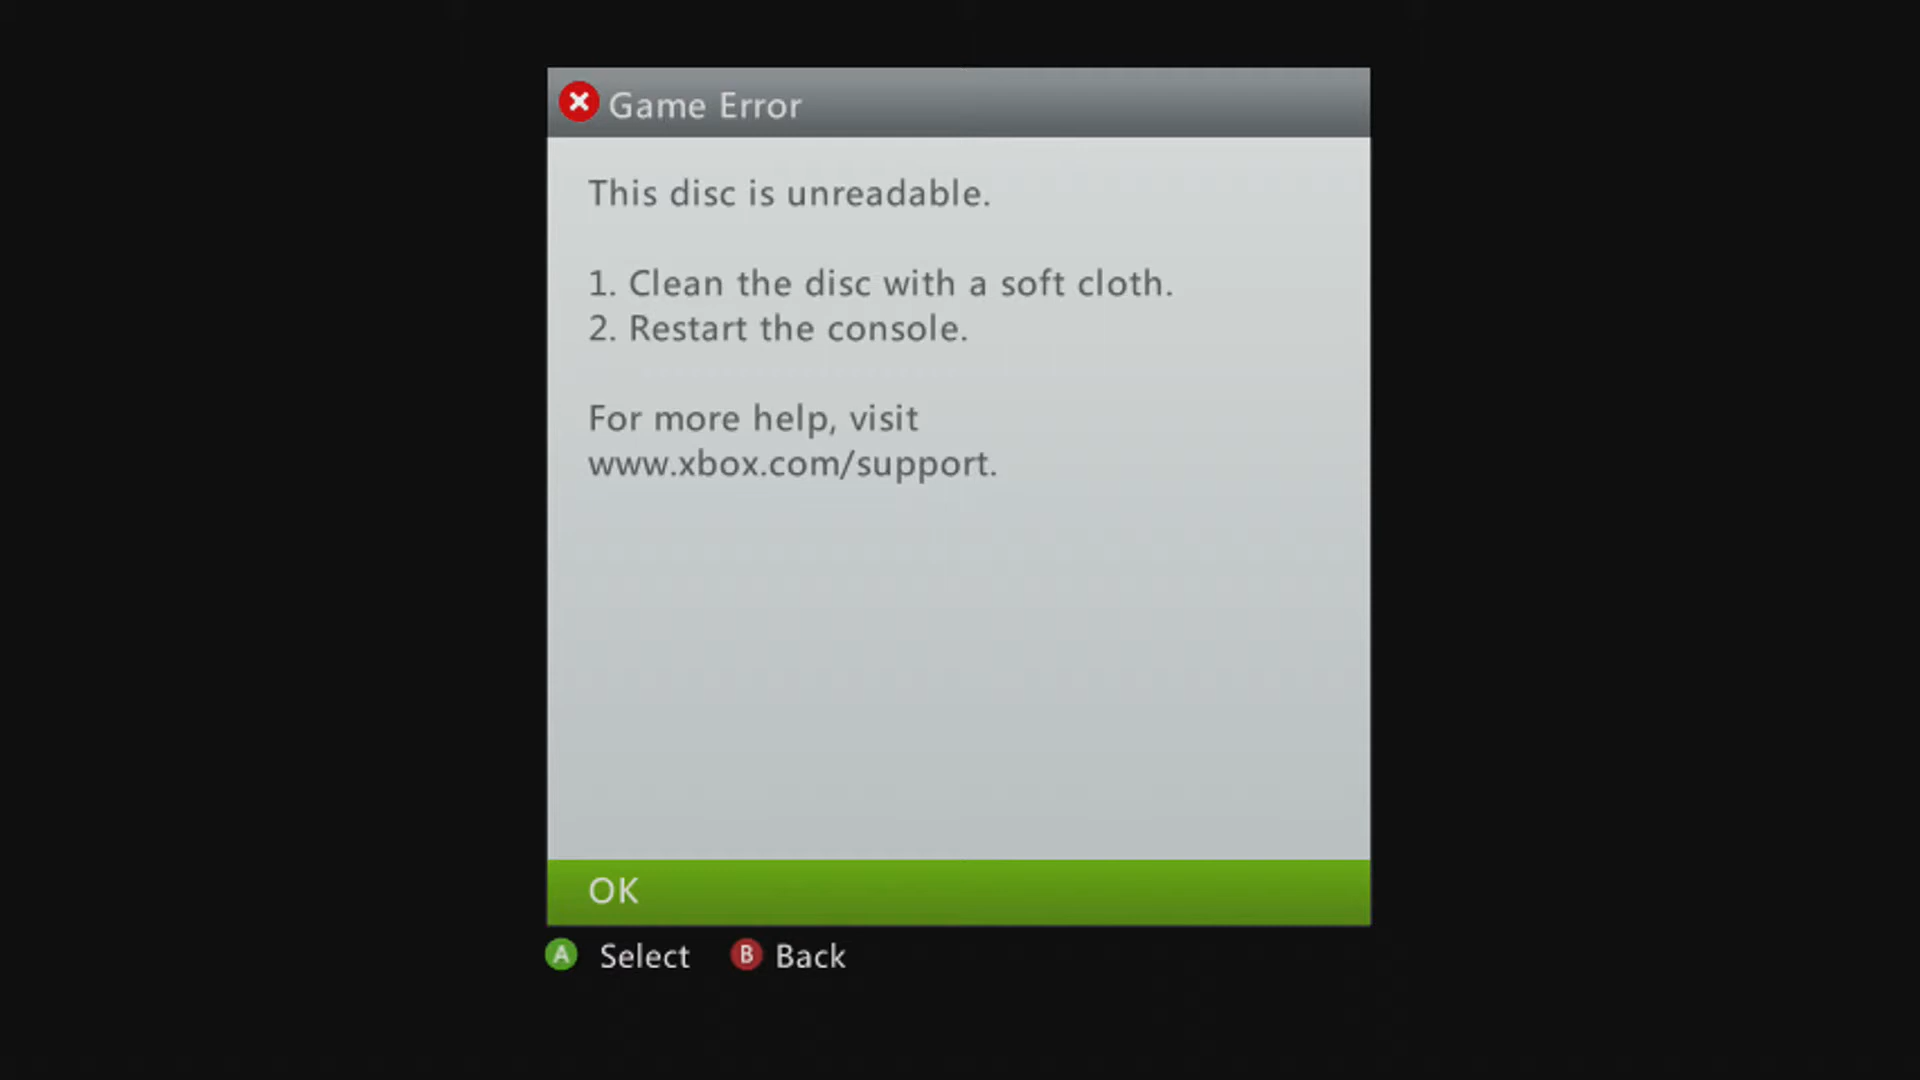 Game Error
This disc is unreadable.
1. Clean the disc with a soft cloth.
2. Restart the console.
For more help, visit
www.xbox.com/support.
OK
A Select B Back